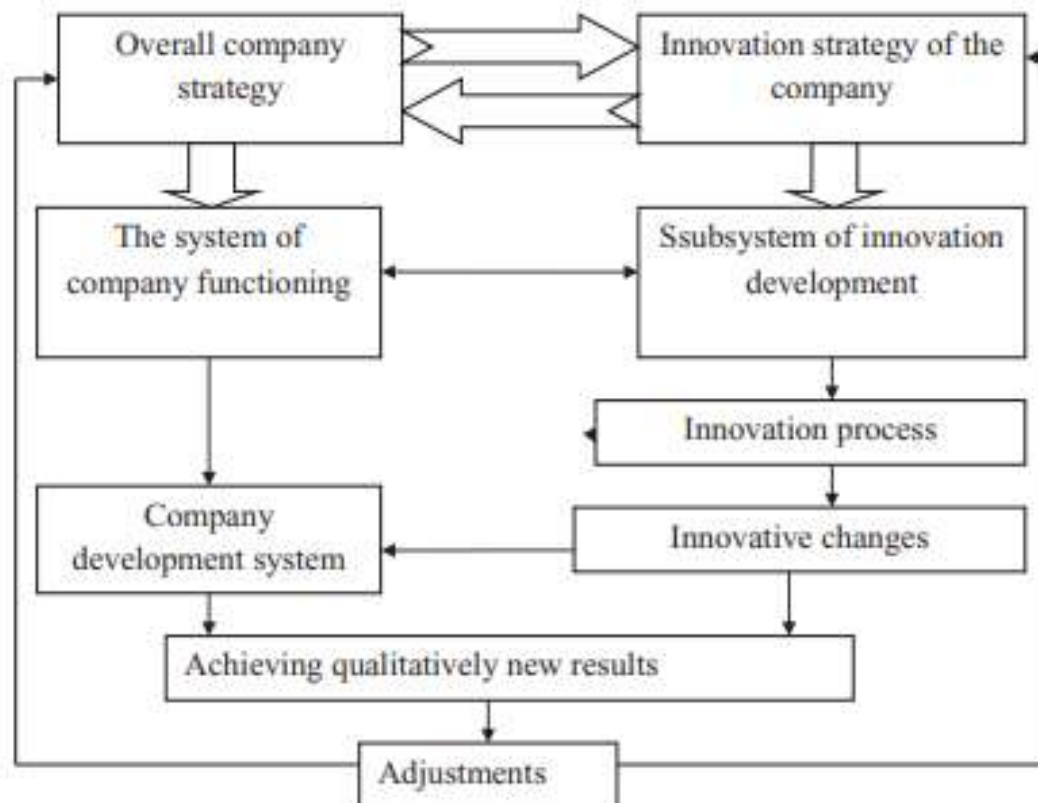 Overall company
strategy
Innovation strategy of the
company
The system of
company functioning
Ssubsystem of innovation
development
Innovation process
Company
development system
Innovative changes
Achieving qualitatively new results
Adjustments